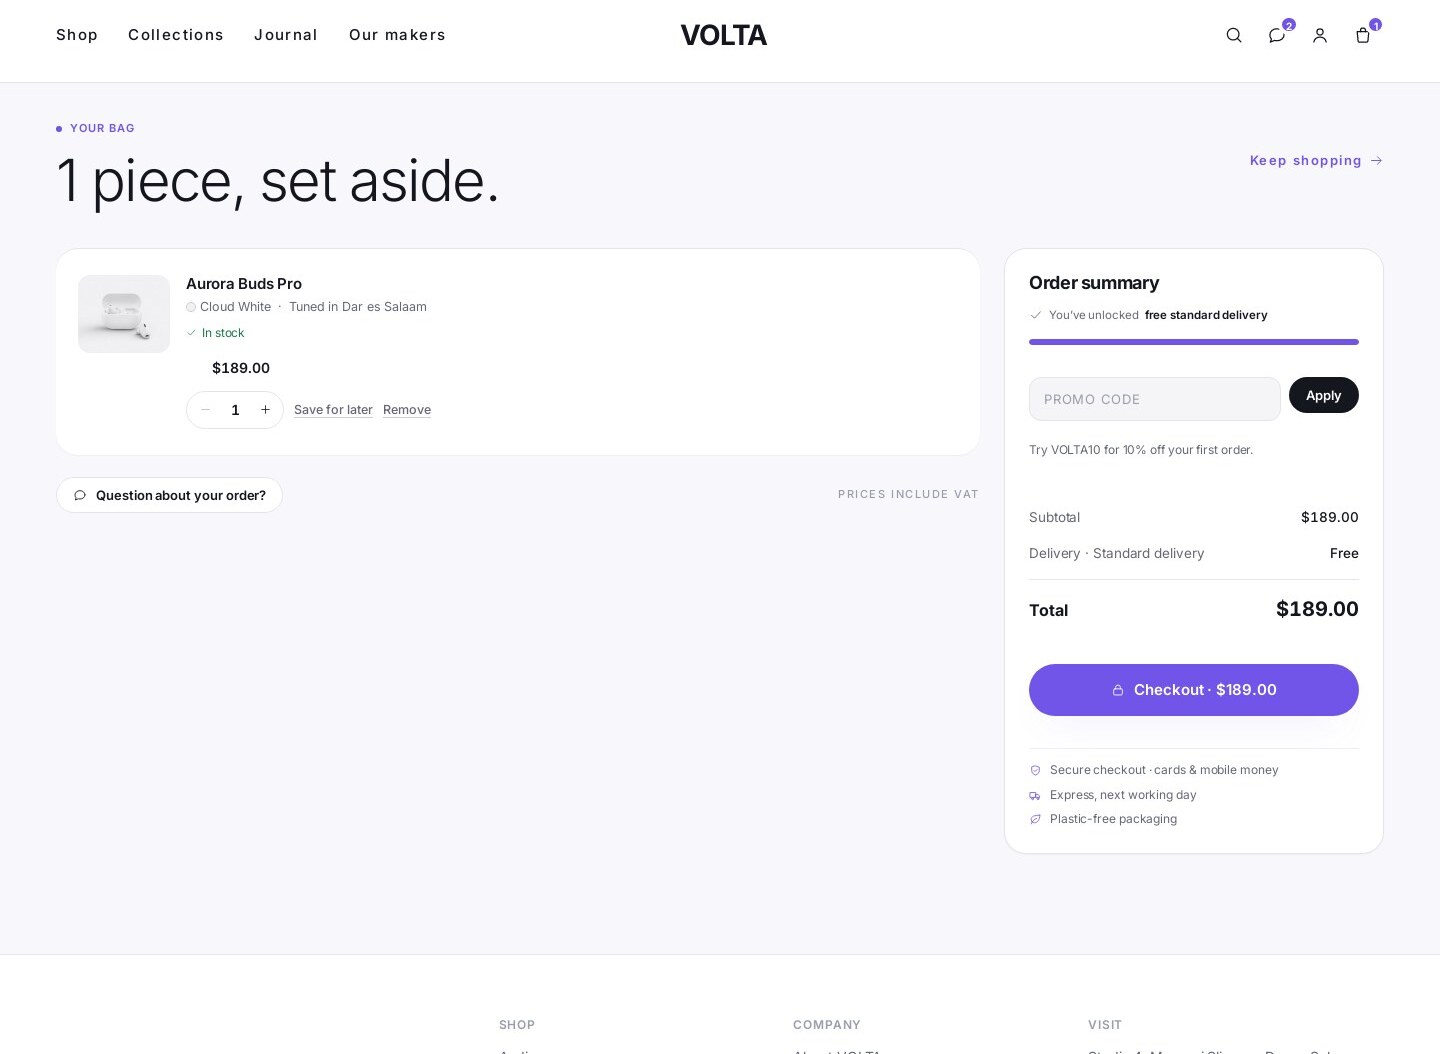 Shop Collections Journal Our makers VOLTA 2 1
YOUR BAG
1 piece, set aside.
Keep shopping
Aurora Buds Pro
Cloud White · Tuned in Dar es Salaam
In stock
$189.00
1 Save for later Remove
Question about your order?
PRICES INCLUDE VAT
Order summary
You've unlocked free standard delivery
PROMO CODE Apply
Try VOLTA10 for 10% off your first order.
Subtotal $189.00
Delivery · Standard delivery Free
Total $189.00
Checkout · $189.00
Secure checkout · cards & mobile money
Express, next working day
Plastic-free packaging
SHOP COMPANY VISIT